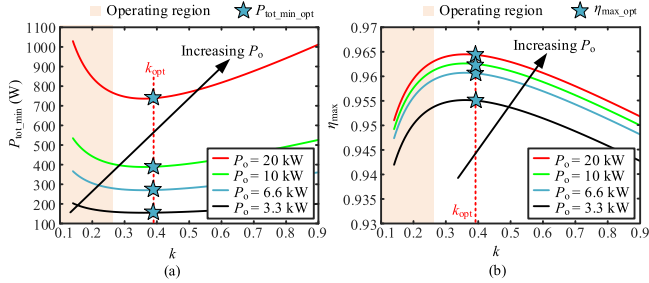 Operating region
P_tot_min_opt
1100
1000
900
800
700
600
500
400
300
200
100
P_tot_min (W)
Increasing P_o
k_opt
P_o = 20 kW
P_o = 10 kW
P_o = 6.6 kW
P_o = 3.3 kW
0.1 0.2 0.3 0.4 0.5 0.6 0.7 0.8 0.9
k
(a)
Operating region
η_max_opt
0.97
0.965
0.96
0.955
0.95
0.945
0.94
0.935
0.93
η_max
Increasing P_o
k_opt
P_o = 20 kW
P_o = 10 kW
P_o = 6.6 kW
P_o = 3.3 kW
0.1 0.2 0.3 0.4 0.5 0.6 0.7 0.8 0.9
k
(b)